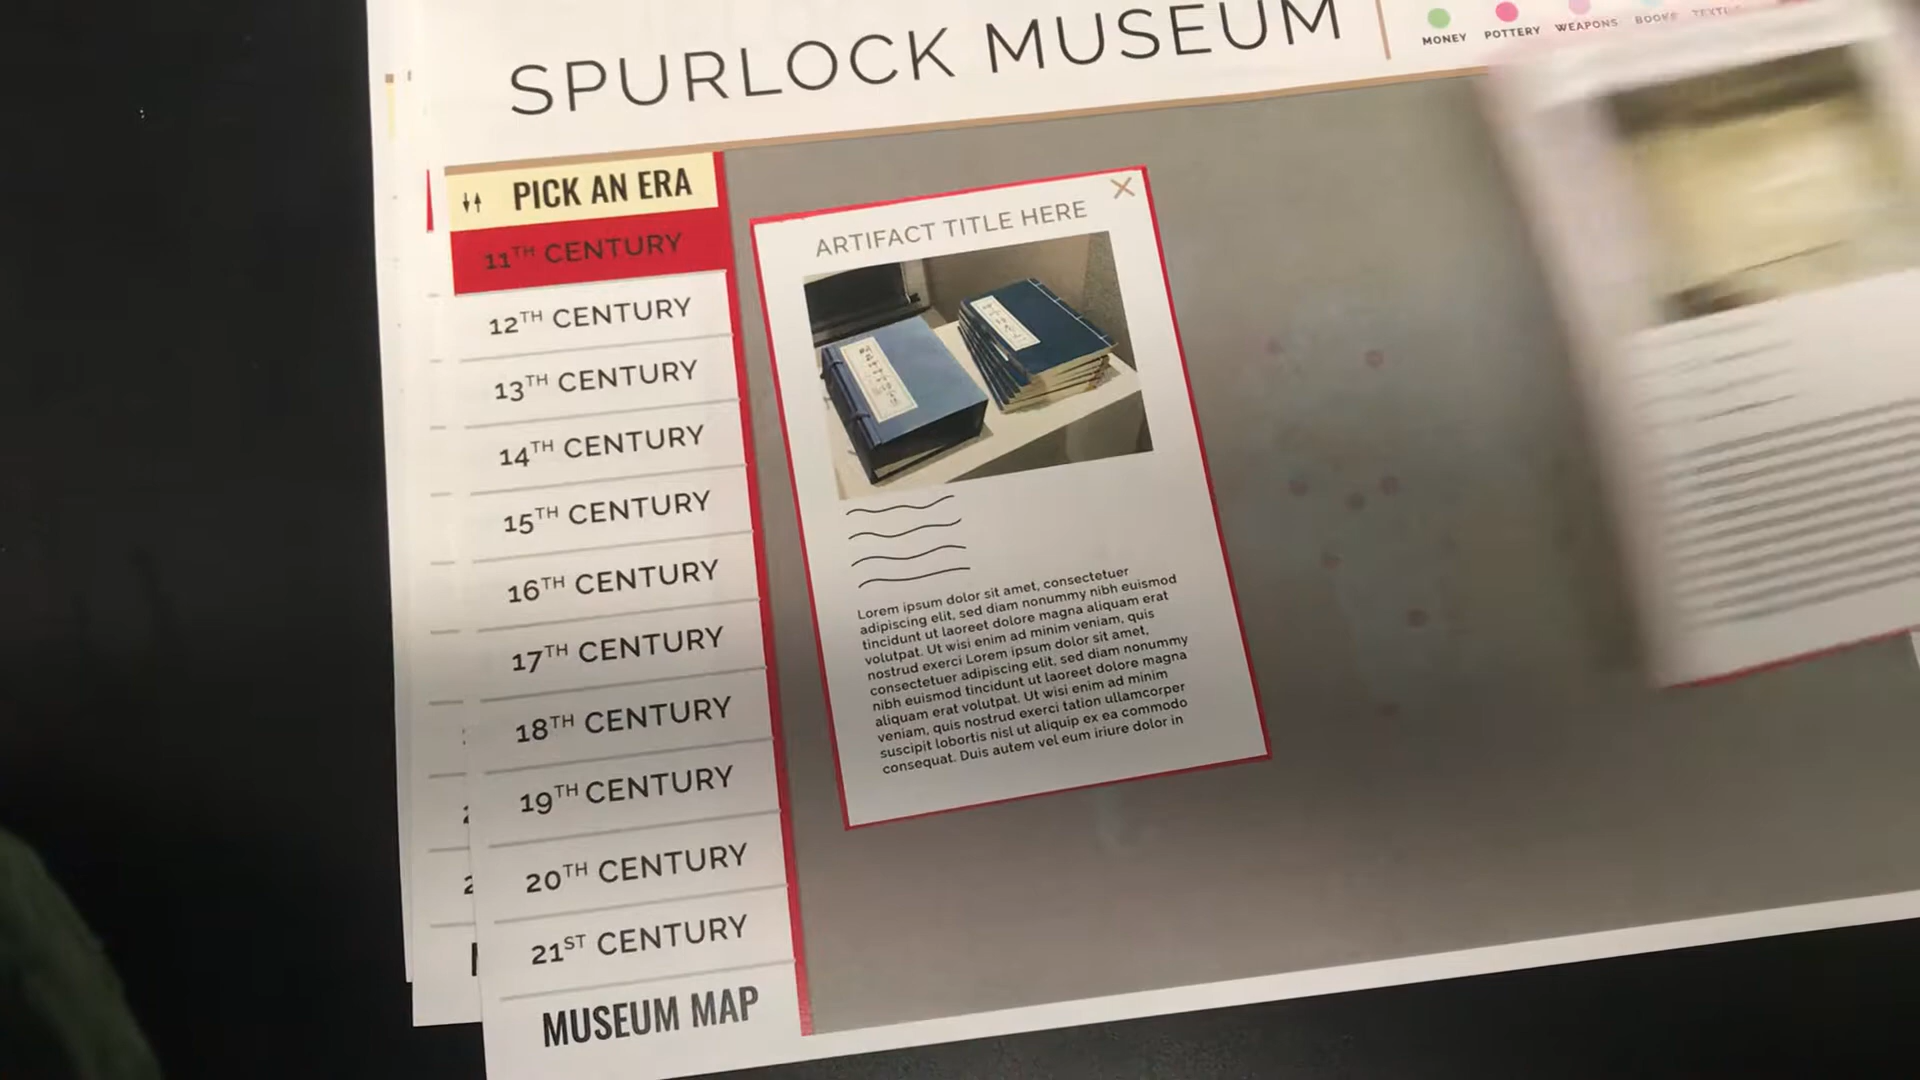 SPURLOCK MUSEUM
MONEY
POTTERY
WEAPONS
BOOKS
PICK AN ERA
11TH CENTURY
12TH CENTURY
13TH CENTURY
14TH CENTURY
15TH CENTURY
16TH CENTURY
17TH CENTURY
18TH CENTURY
19TH CENTURY
20TH CENTURY
21ST CENTURY
MUSEUM MAP
ARTIFACT TITLE HERE
Lorem ipsum dolor sit amet, consectetuer
adipiscing elit, sed diam nonummy nibh euismod
tincidunt ut laoreet dolore magna aliquam erat
volutpat. Ut wisi enim ad minim veniam, quis
nostrud exerci Lorem ipsum dolor sit amet,
consectetuer adipiscing elit, sed diam nonummy
nibh euismod tincidunt ut laoreet dolore magna
aliquam erat volutpat. Ut wisi enim ad minim
veniam, quis nostrud exerci tation ullamcorper
suscipit lobortis nisl ut aliquip ex ea commodo
consequat. Duis autem vel eum iriure dolor in